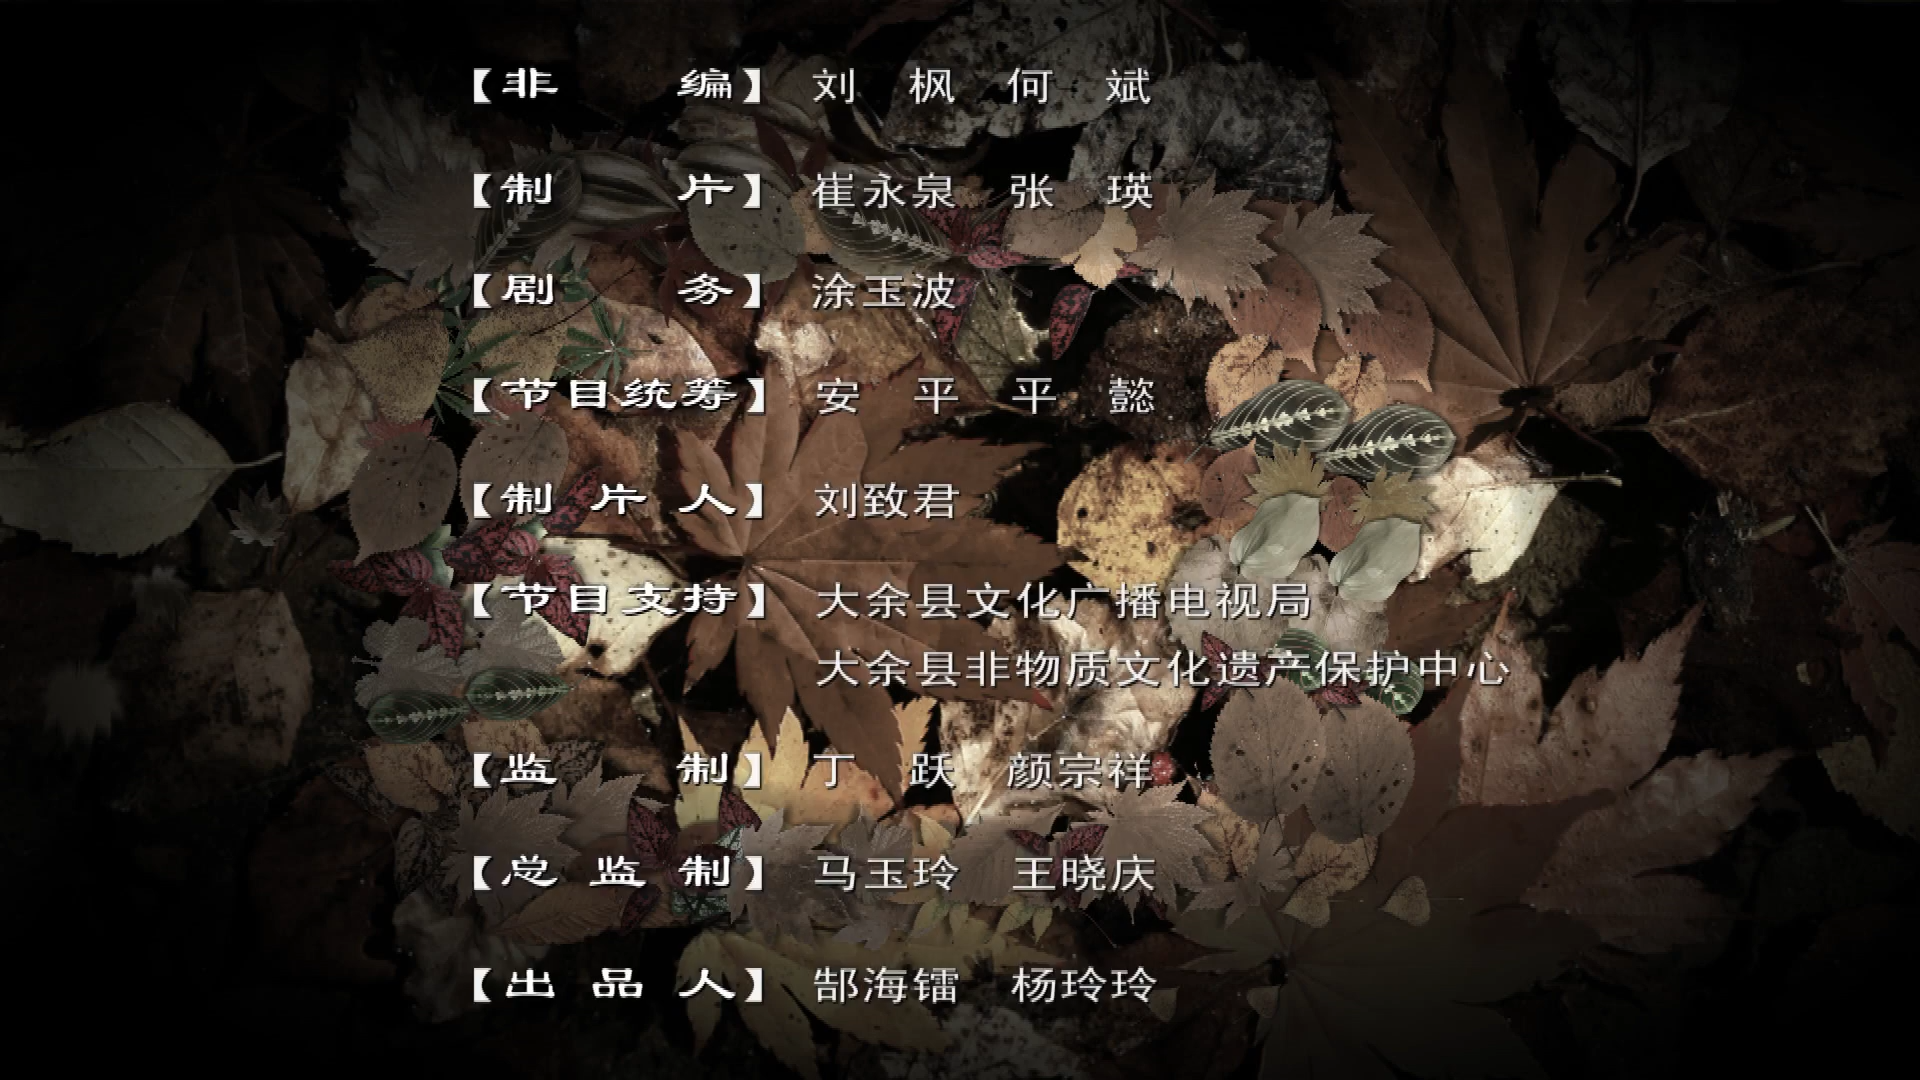 【非编】 刘枫 何斌
【制片】 崔永泉 张瑛
【剧务】 涂玉波
【节目统筹】 安平 平懿
【制片人】 刘致君
【节目支持】 大余县文化广播电视局
大余县非物质文化遗产保护中心
【监制】 丁跃 颜宗祥
【总监制】 马玉玲 王晓庆
【出品人】 郜海镭 杨玲玲